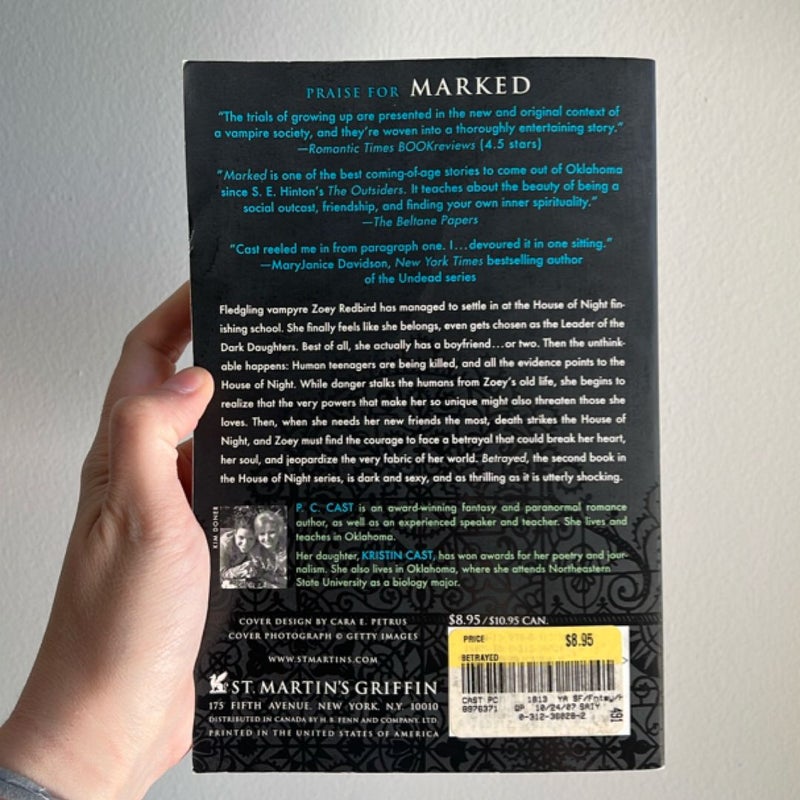 PRAISE FOR MARKED
"The trials of growing up are presented in the new and original context of
a vampire society, and they're woven into a thoroughly entertaining story."
—Romantic Times BOOKreviews (4.5 stars)
"Marked is one of the best coming-of-age stories to come out of Oklahoma
since S. E. Hinton's The Outsiders. It teaches about the beauty of being a
social outcast, friendship, and finding your own inner spirituality."
—The Beltane Papers
"Cast reeled me in from paragraph one. I...devoured it in one sitting."
—MaryJanice Davidson, New York Times bestselling author
of the Undead series
Fledgling vampyre Zoey Redbird has managed to settle in at the House of Night fin-
ishing school. She finally feels like she belongs, even gets chosen as the Leader of the
Dark Daughters. Best of all, she actually has a boyfriend...or two. Then the unthink-
able happens: Human teenagers are being killed, and all the evidence points to the
House of Night. While danger stalks the humans from Zoey's old life, she begins to
realize that the very powers that make her so unique might also threaten those she
loves. Then, when she needs her new friends the most, death strikes the House of
Night, and Zoey must find the courage to face a betrayal that could break her heart,
her soul, and jeopardize the very fabric of her world. Betrayed, the second book in
the House of Night series, is dark and sexy, and as thrilling as it is utterly shocking.
KIM DONER
P. C. CAST is an award-winning fantasy and paranormal romance
author, as well as an experienced speaker and teacher. She lives and
teaches in Oklahoma.
Her daughter, KRISTIN CAST, has won awards for her poetry and jour-
nalism. She also lives in Oklahoma, where she attends Northeastern
State University as a biology major.
COVER DESIGN BY CARA E. PETRUS
COVER PHOTOGRAPH © GETTY IMAGES
WWW.STMARTINS.COM
ST. MARTIN'S GRIFFIN
175 FIFTH AVENUE, NEW YORK, N.Y. 10010
DISTRIBUTED IN CANADA BY H. B. FENN AND COMPANY, LTD.
PRINTED IN THE UNITED STATES OF AMERICA
$8.95/$10.95 CAN.
PRICE $8.95
BETRAYED
CAST PC 1813 YA SF/Fntsy/H
8976371 QP 10/24/07 SAIY
0-312-36028-2
491